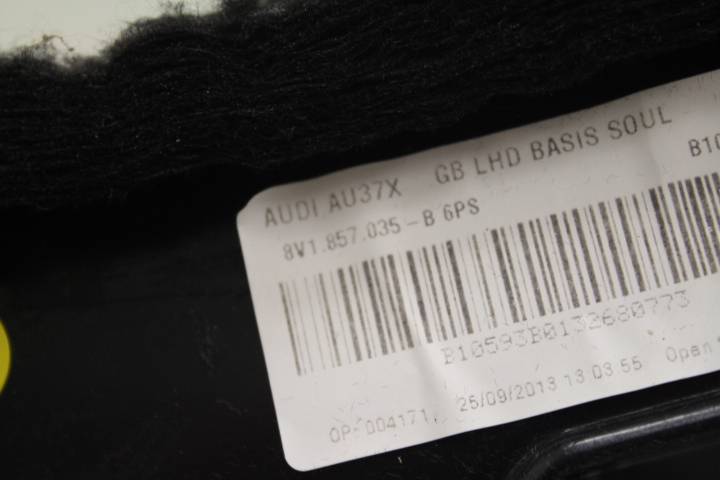 AUDI AU37X GB LHD BASIS SOUL
8V1.857.035-B 6PS B10
B10593B0132680773
OP-004171, 25/09/2013 13:03:55 Open